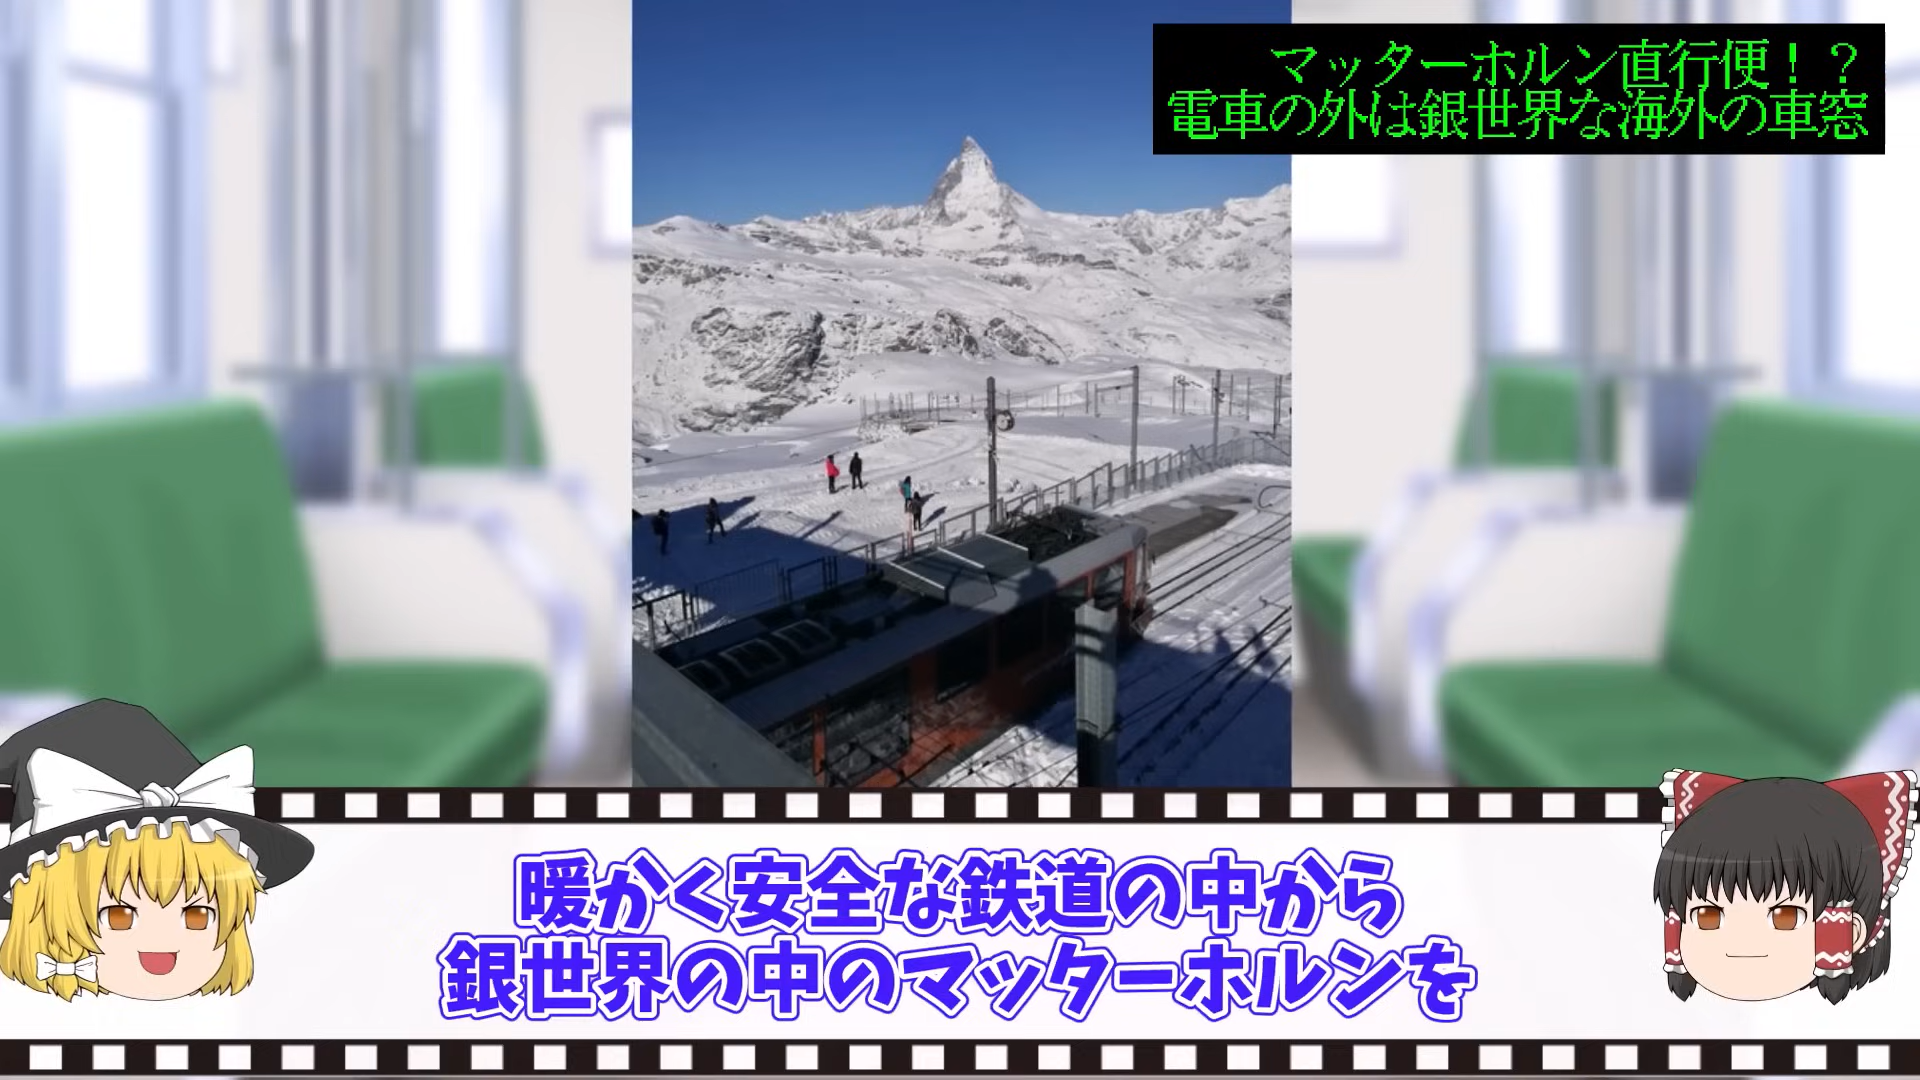 マッターホルン直行便！？
電車の外は銀世界な海外の車窓
暖かく安全な鉄道の中から
銀世界の中のマッターホルンを